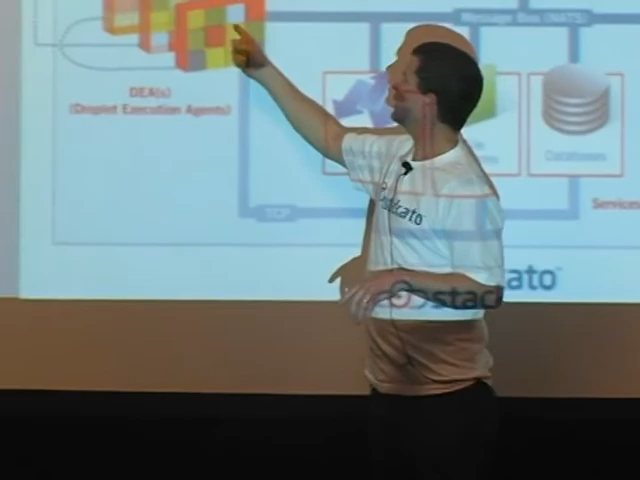 Message Bus (NATS)
DEA(s)
(Droplet Execution Agents)
Databases
Services
stackato
stackato